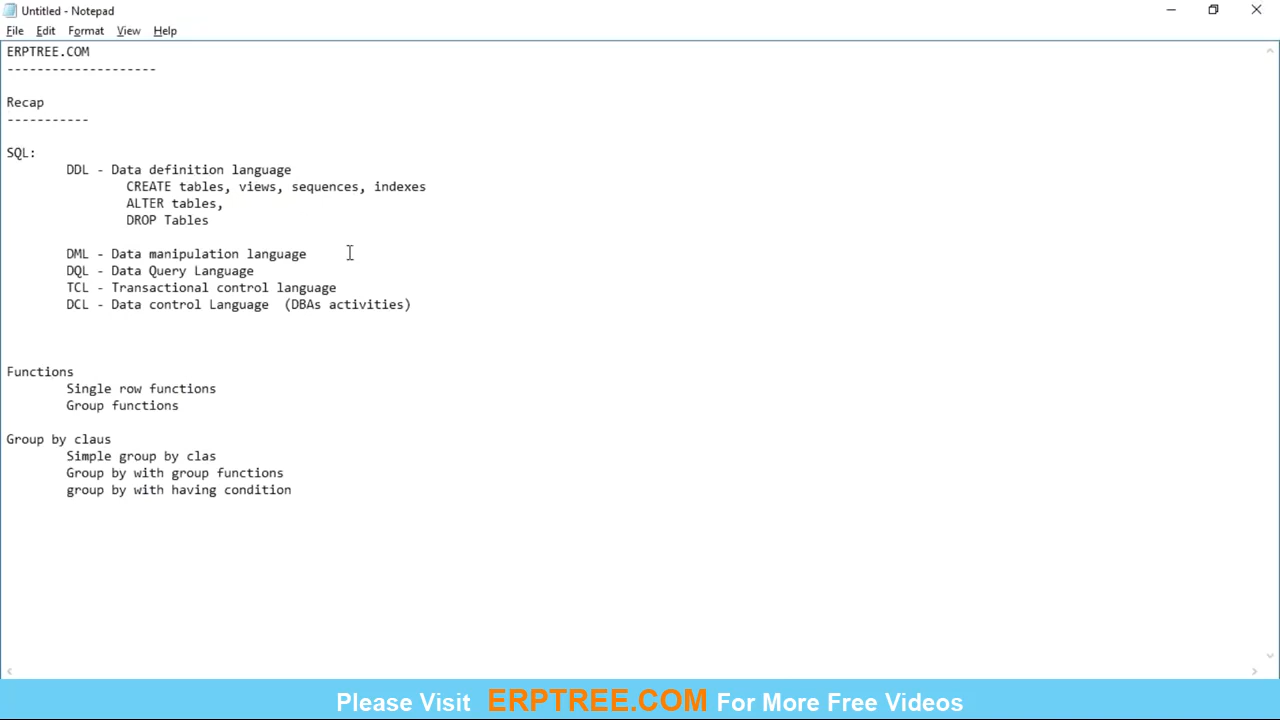 Untitled - Notepad
File Edit Format View Help
ERPTREE.COM
--------------------
Recap
-----------
SQL:
DDL - Data definition language
CREATE tables, views, sequences, indexes
ALTER tables,
DROP Tables
DML - Data manipulation language
DQL - Data Query Language
TCL - Transactional control language
DCL - Data control Language  (DBAs activities)
Functions
Single row functions
Group functions
Group by claus
Simple group by clas
Group by with group functions
group by with having condition
Please Visit ERPTREE.COM For More Free Videos